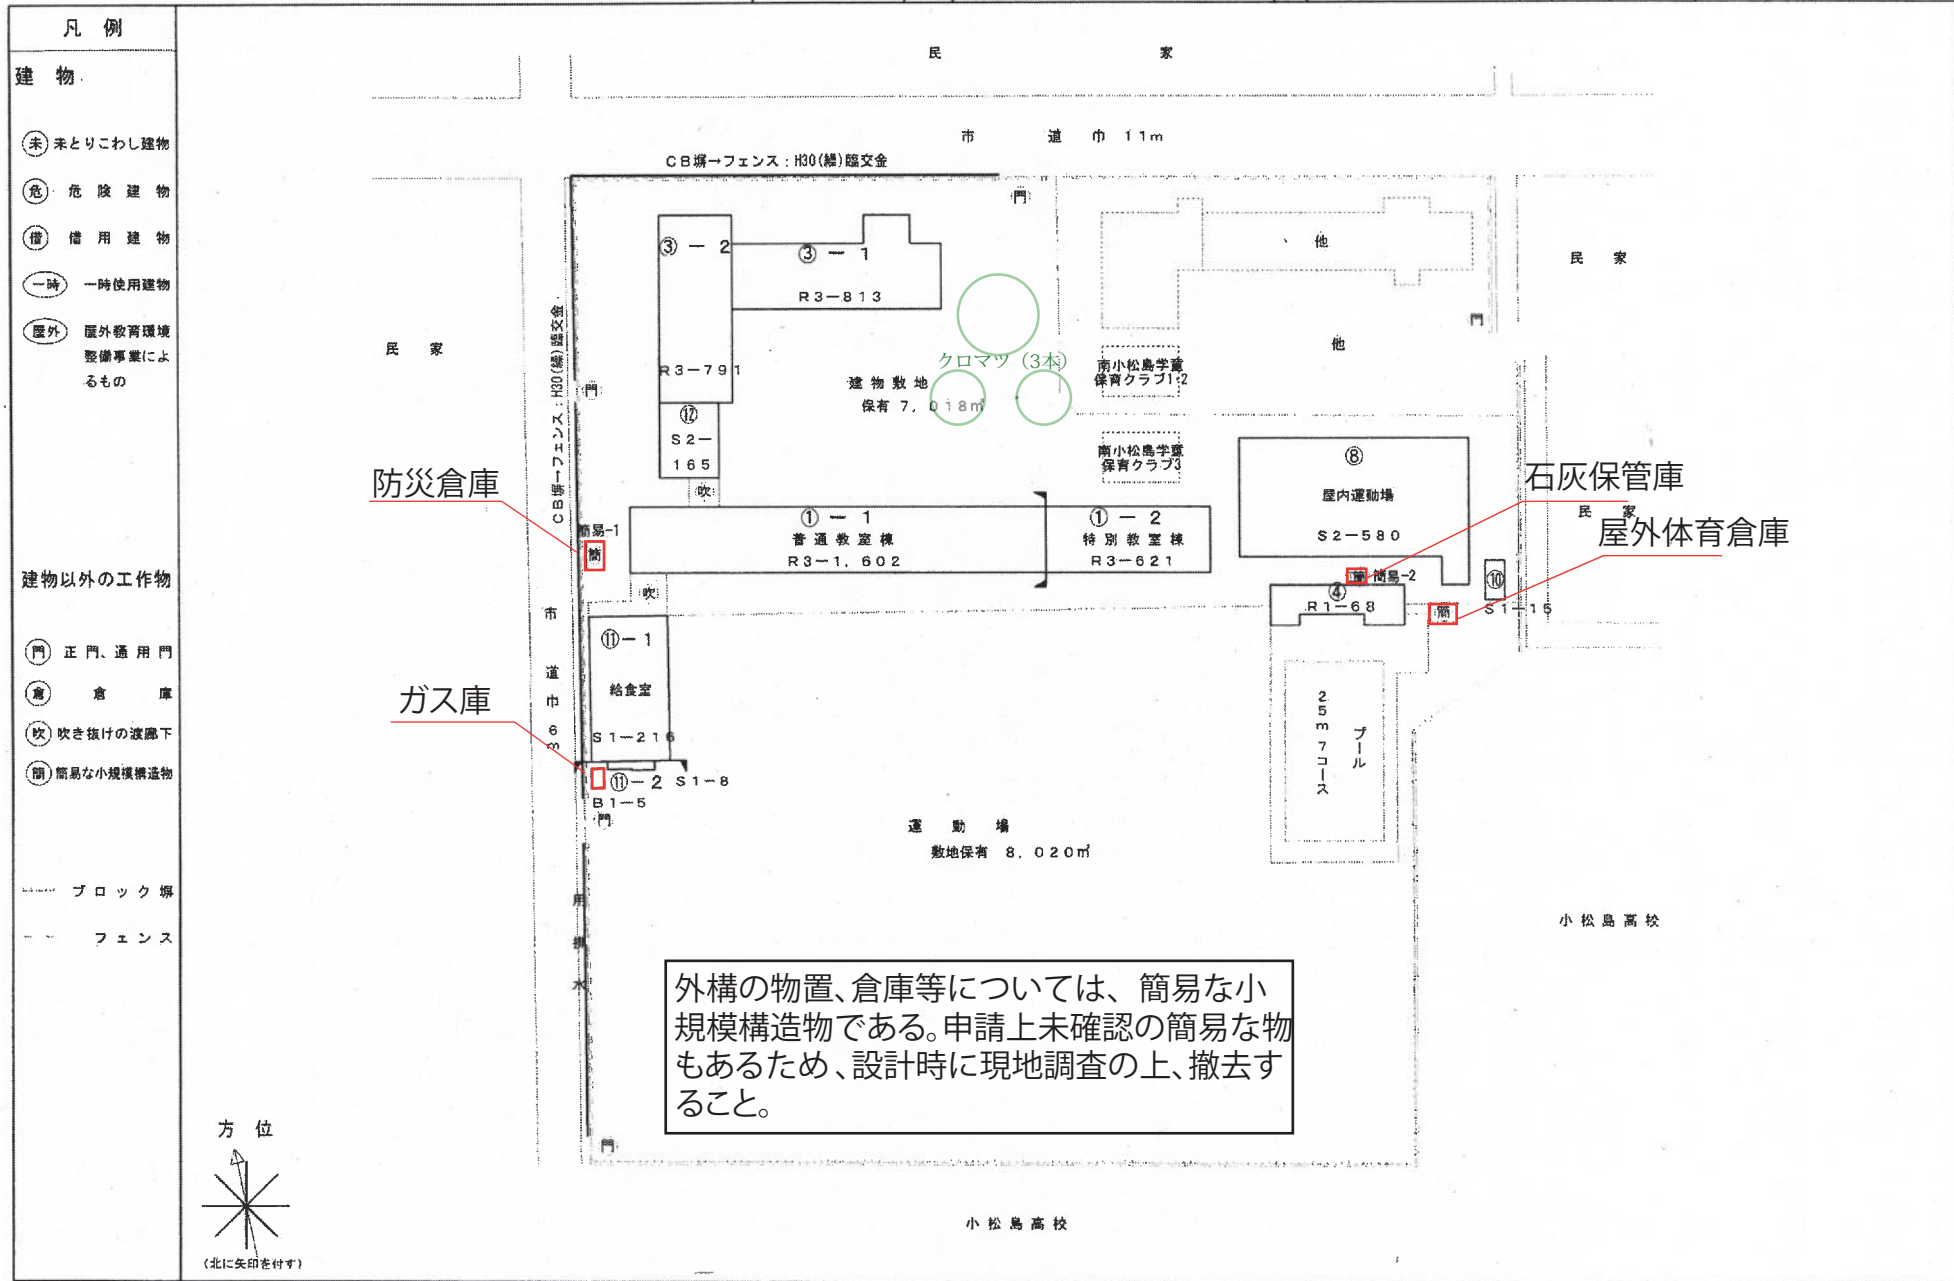 凡 例
建 物
未 未とりこわし建物
危 危 険 建 物
借 借 用 建 物
一時 一時使用建物
屋外 屋外教育環境
整備事業によ
るもの
建物以外の工作物
門 正 門、通 用 門
倉 倉 庫
吹 吹き抜けの渡廊下
簡 簡易な小規模構造物
ブ ロ ッ ク 塀
フ ェ ン ス
方 位
(北に矢印を付す)
民 家
市 道 巾 11m
CB塀→フェンス:H30(繰)臨交金
門
③-2
③-1
R3-813
R3-791
他
民 家
門
民 家
CB塀→フェンス:H30(繰)臨交金
門
クロマツ (3本)
建 物 敷 地
保有 7,018㎡
他
南小松島学童
保育クラブ1・2
南小松島学童
保育クラブ3
⑫
S2-
165
吹
⑧
屋内運動場
S2-580
防災倉庫
石灰保管庫
民 家
屋外体育倉庫
簡易-1
簡
①-1
普 通 教 室 棟
R3-1,602
①-2
特 別 教 室 棟
R3-621
簡 簡易-2
⑩
S1-15
④
R1-68
簡
吹
市 道 巾 6m
⑪-1
給食室
S1-216
ガス庫
⑪-2 S1-8
B1-5
門
25m 7コース
プール
運 動 場
敷地保有 8,020㎡
用 排 水
小 松 島 高 校
外構の物置、倉庫等については、簡易な小
規模構造物である。申請上未確認の簡易な物
もあるため、設計時に現地調査の上、撤去す
ること。
門
小 松 島 高 校